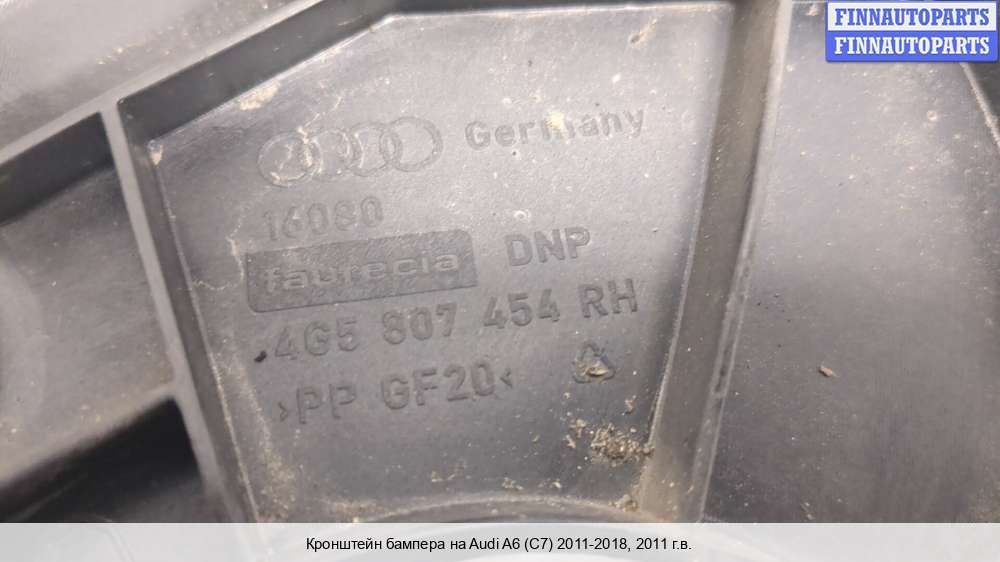 FINNAUTOPARTS
FINNAUTOPARTS
Germany
16080
faurecia DNP
4G5 807 454 RH
>PP GF20<
Кронштейн бампера на Audi A6 (C7) 2011-2018, 2011 г.в.